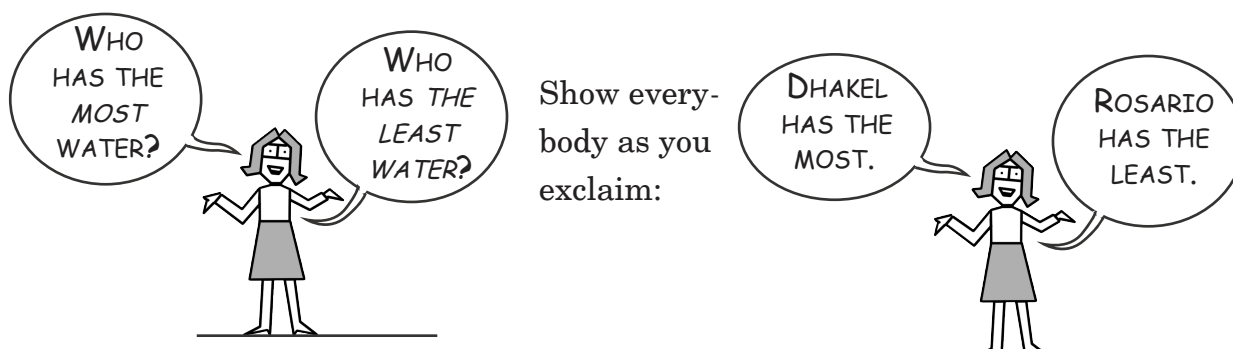 WHO
HAS THE
MOST
WATER?
WHO
HAS THE
LEAST
WATER?
Show every-
body as you
exclaim:
DHAKEL
HAS THE
MOST.
ROSARIO
HAS THE
LEAST.